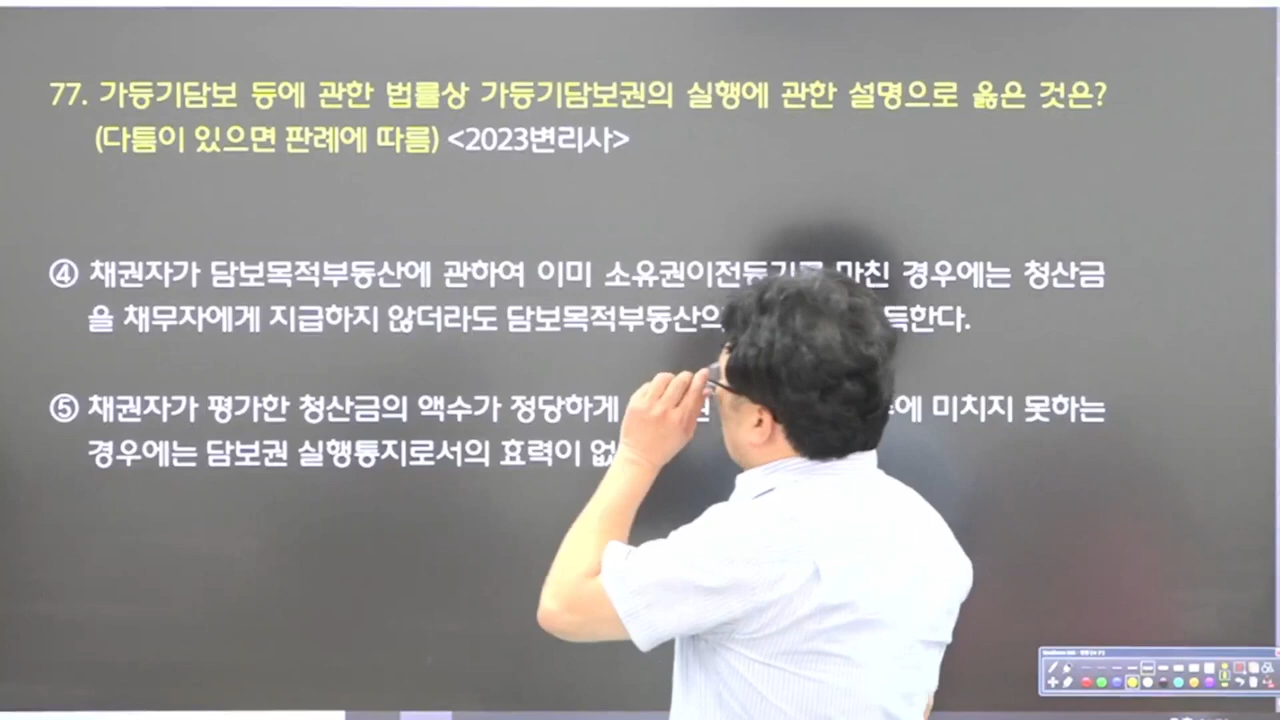 77. 가등기담보 등에 관한 법률상 가등기담보권의 실행에 관한 설명으로 옳은 것은?
(다툼이 있으면 판례에 따름) <2023변리사>
④ 채권자가 담보목적부동산에 관하여 이미 소유권이전등기를 마친 경우에는 청산금
을 채무자에게 지급하지 않더라도 담보목적부동산의 득한다.
⑤ 채권자가 평가한 청산금의 액수가 정당하게 에 미치지 못하는
경우에는 담보권 실행통지로서의 효력이 없